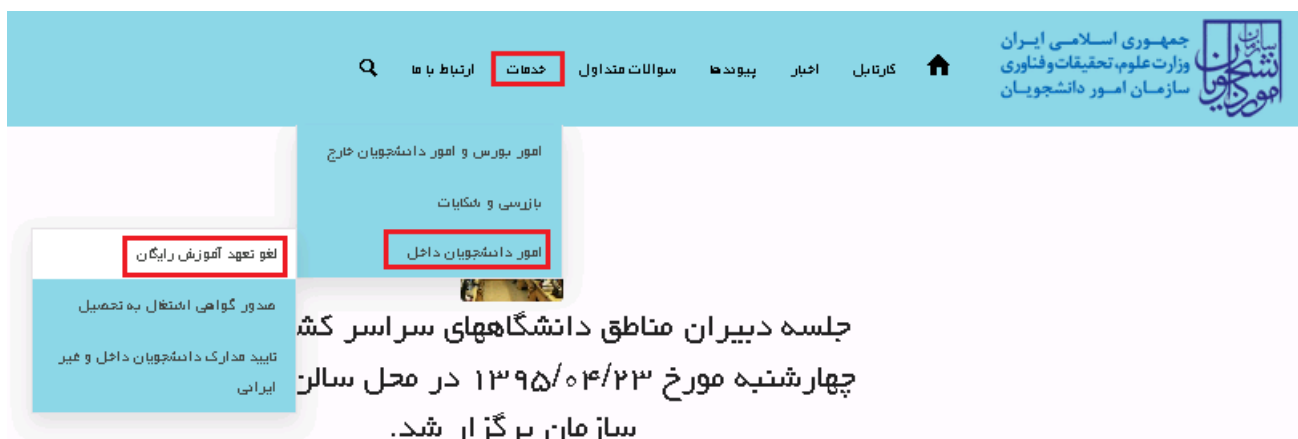 سازمان امور دانشجویان
جمهوری اسلامی ایران
وزارت علوم، تحقیقات و فناوری
سازمان امور دانشجویان
کارتابل اخبار پیوندها سوالات متداول خدمات ارتباط با ما
امور بورس و امور دانشجویان خارج
بازرسی و شکایات
امور دانشجویان داخل
لغو تعهد آموزش رایگان
صدور گواهی اشتغال به تحصیل
تایید مدارک دانشجویان داخل و غیر
ایرانی
جلسه دبیران مناطق دانشگاههای سراسر کش
چهارشنبه مورخ ۱۳۹۵/۰۴/۲۳ در محل سالن
سازمان برگزار شد.